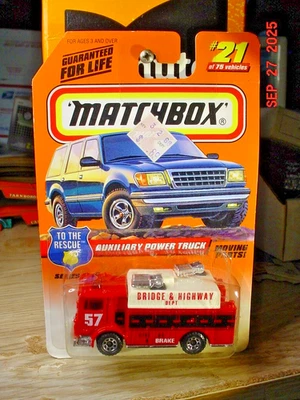 FOR AGES 3 AND OVER
GUARANTEED
FOR LIFE
#21
of 75 vehicles
SEP 27 2025
MATCHBOX
TO THE
RESCUE
AUXILIARY POWER TRUCK
MOVING
PARTS!
BRIDGE & HIGHWAY
DEPT
57
BRAKE